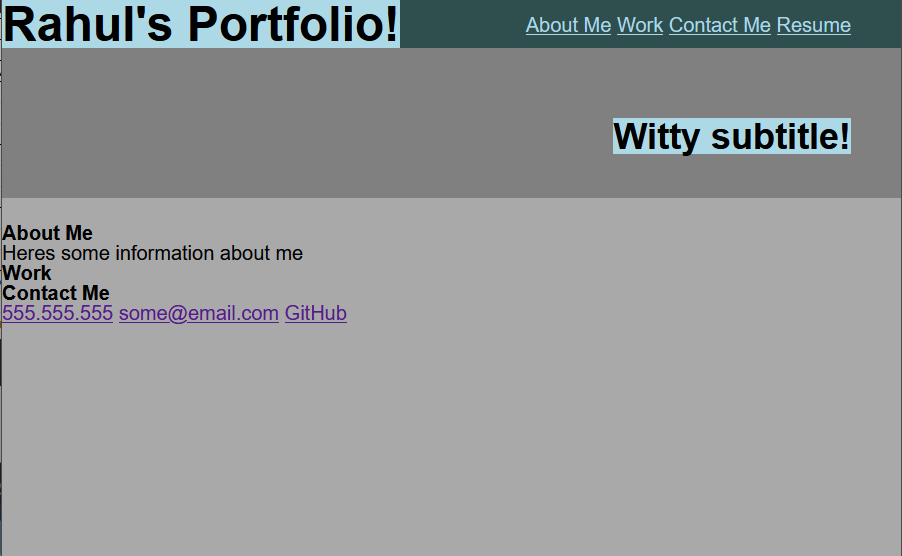 Rahul's Portfolio!
About Me Work Contact Me Resume
Witty subtitle!
About Me
Heres some information about me
Work
Contact Me
555.555.555 some@email.com GitHub